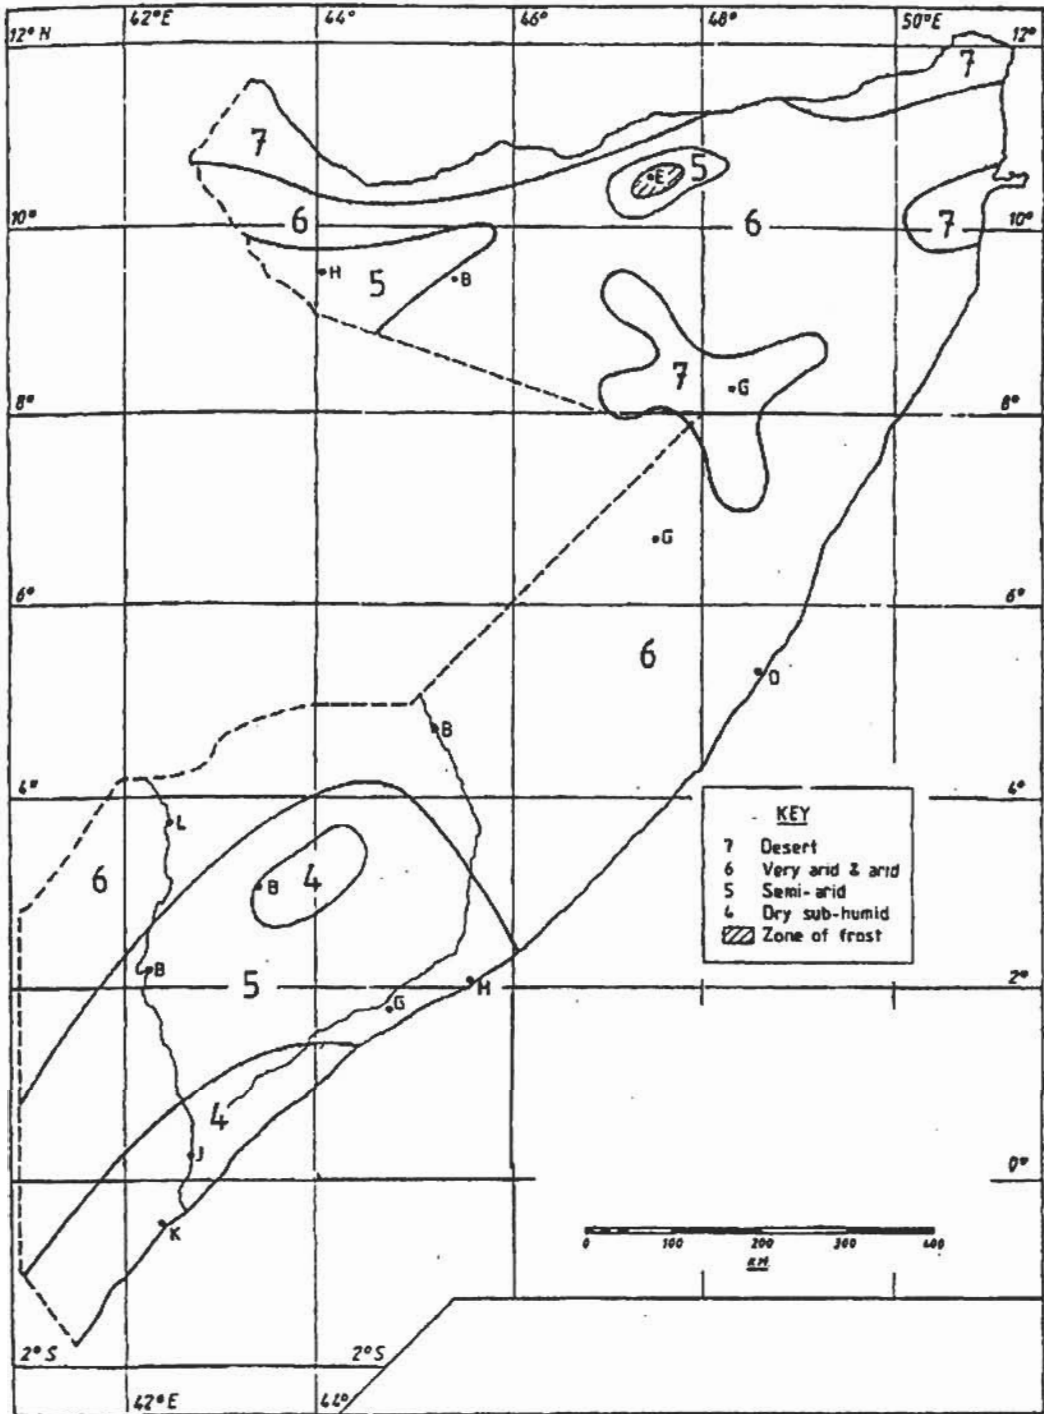 42°E 44° 46° 48° 50°E
12° N 12°
7
7
5
E
10° 6 6 7 10°
H 5 B
7 G
8° 8°
G
6° 6°
6
D
B
4° 4°
L
KEY
7 Desert
6 Very arid & arid
5 Semi-arid
4 Dry sub-humid
Zone of frost
6 B 4
B
5 H 2°
G
4
J
0°
K
0 100 200 300 400
KM
2° S 2° S
42°E 44°